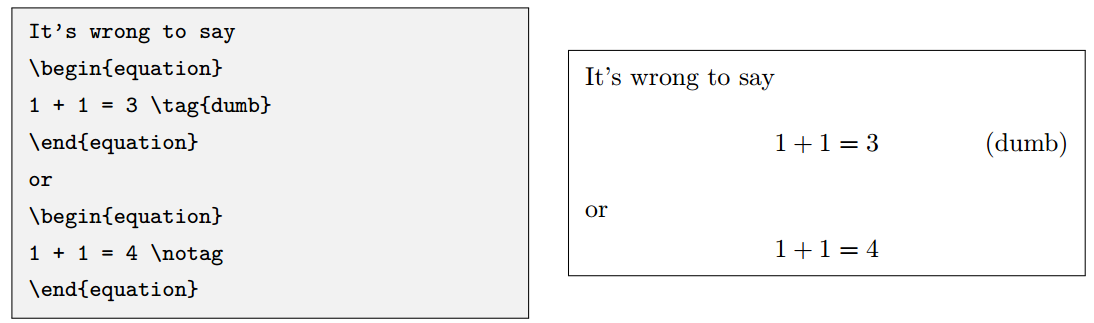 It's wrong to say
\begin{equation}
1 + 1 = 3 \tag{dumb}
\end{equation}
or
\begin{equation}
1 + 1 = 4 \notag
\end{equation}
It's wrong to say
1 + 1 = 3 (dumb)
or
1 + 1 = 4